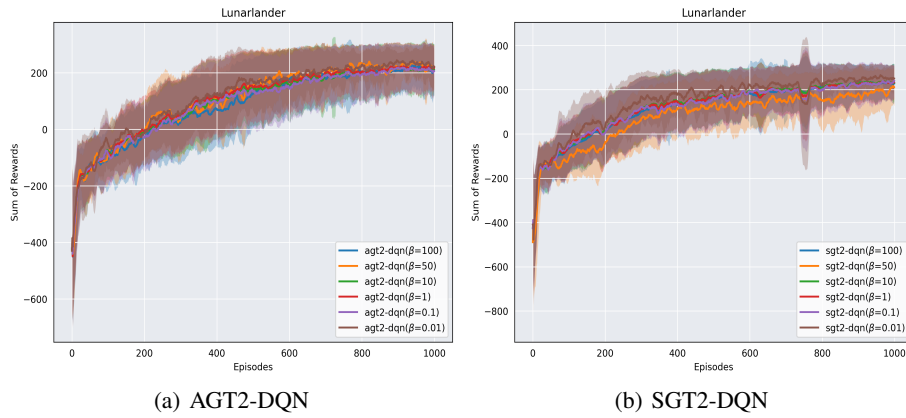 Lunarlander
Sum of Rewards
200
0
−200
−400
−600
agt2-dqn(β=100)
agt2-dqn(β=50)
agt2-dqn(β=10)
agt2-dqn(β=1)
agt2-dqn(β=0.1)
agt2-dqn(β=0.01)
0 200 400 600 800 1000
Episodes
(a) AGT2-DQN
Lunarlander
Sum of Rewards
400
200
0
−200
−400
−600
−800
sgt2-dqn(β=100)
sgt2-dqn(β=50)
sgt2-dqn(β=10)
sgt2-dqn(β=1)
sgt2-dqn(β=0.1)
sgt2-dqn(β=0.01)
0 200 400 600 800 1000
Episodes
(b) SGT2-DQN